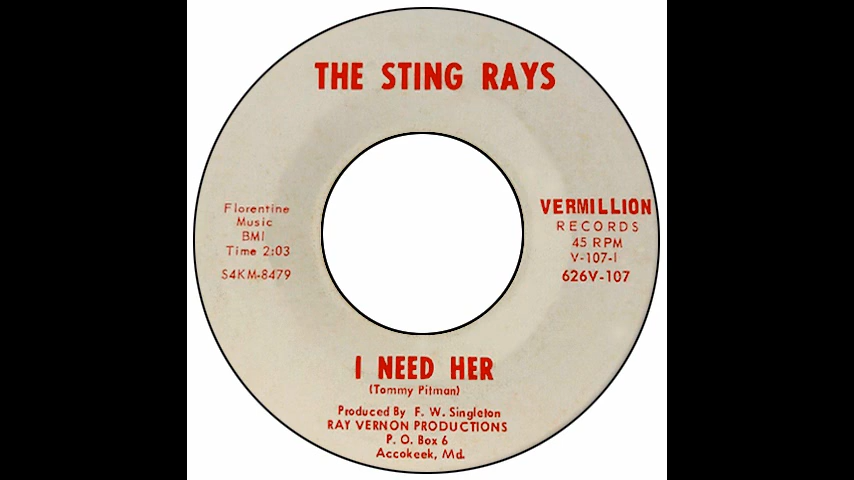 THE STING RAYS
Florentine
Music
BMI
Time 2:03
S4KM-8479
VERMILLION
RECORDS
45 RPM
V-107-1
626V-107
I NEED HER
(Tommy Pitman)
Produced By F. W. Singleton
RAY VERNON PRODUCTIONS
P. O. Box 6
Accokeek, Md.